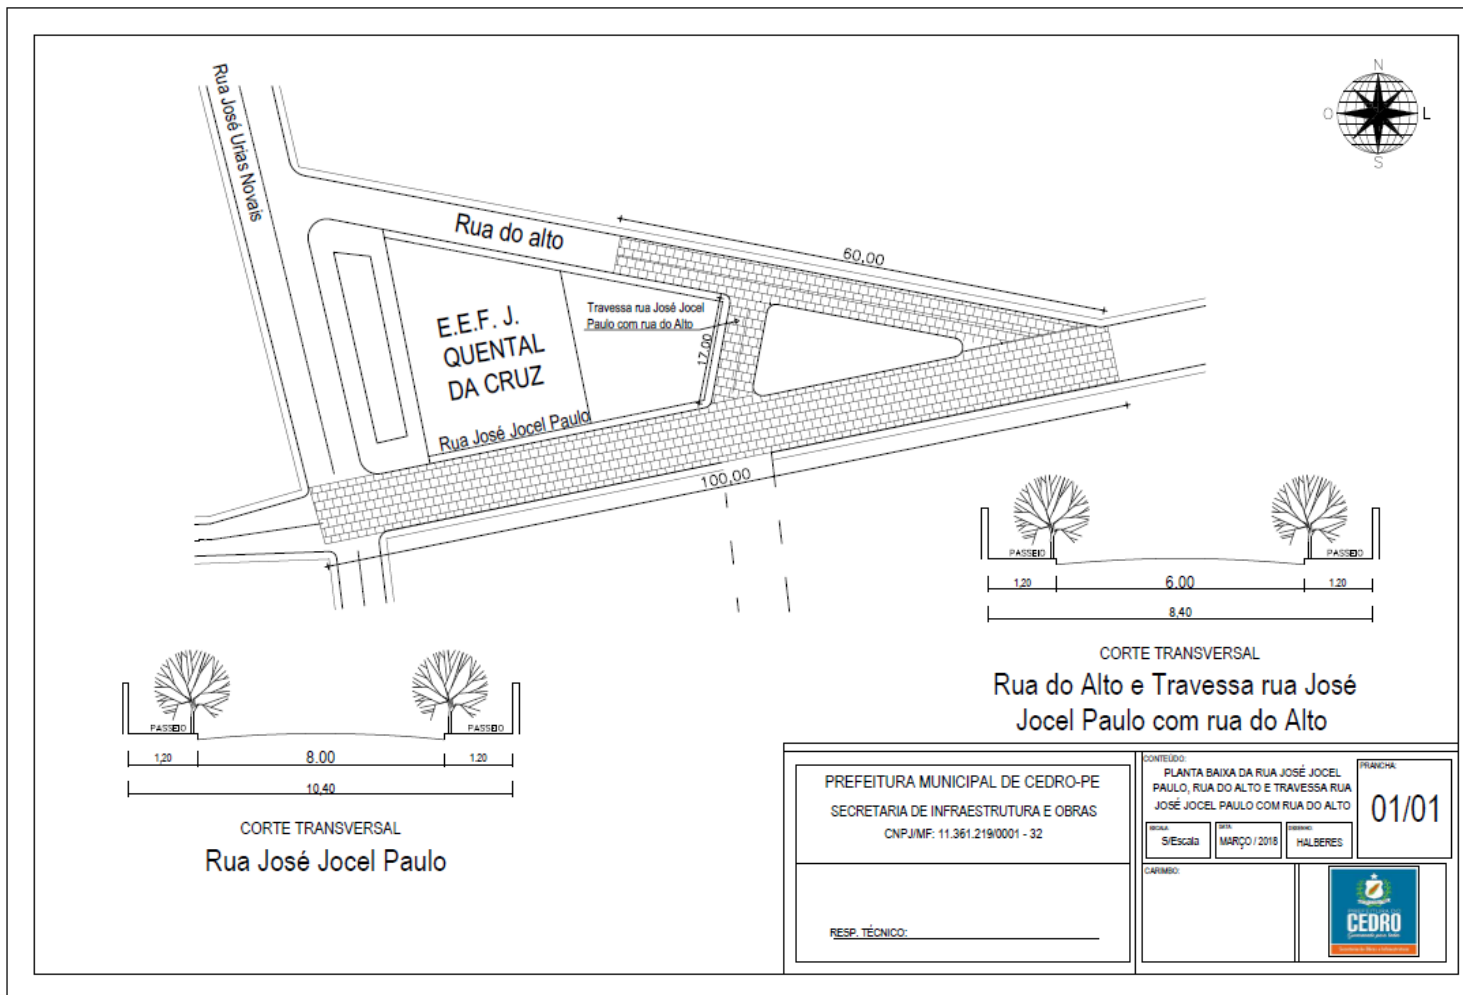 Rua José Urias Novais
N
O
L
S
Rua do alto
60,00
E.E.F. J.
QUENTAL
DA CRUZ
Travessa rua José Jocel
Paulo com rua do Alto
17,00
Rua José Jocel Paulo
100,00
PASSEIO
PASSEIO
1,20
6.00
1.20
8,40
CORTE TRANSVERSAL
Rua do Alto e Travessa rua José
Jocel Paulo com rua do Alto
PASSEIO
PASSEIO
1,20
8.00
1.20
10,40
CORTE TRANSVERSAL
Rua José Jocel Paulo
PREFEITURA MUNICIPAL DE CEDRO-PE
SECRETARIA DE INFRAESTRUTURA E OBRAS
CNPJ/MF: 11.361.219/0001 - 32
RESP. TÉCNICO:
CONTEÚDO:
PLANTA BAIXA DA RUA JOSÉ JOCEL
PAULO, RUA DO ALTO E TRAVESSA RUA
JOSÉ JOCEL PAULO COM RUA DO ALTO
PRANCHA:
01/01
ESCALA:
S/Escala
DATA:
MARÇO / 2018
DESENHO:
HALBERES
CARIMBO:
PREFEITURA DO
CEDRO